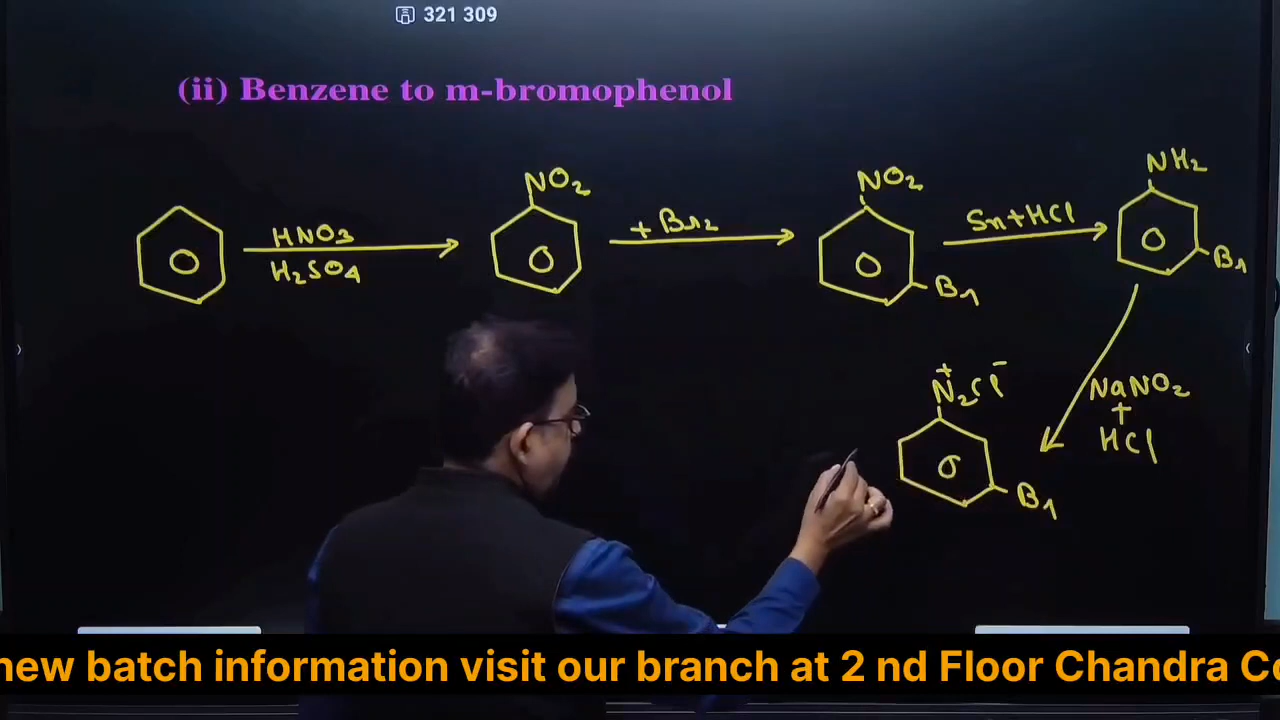 321 309
(ii) Benzene to m-bromophenol
HNO3
H2SO4
NO2
+ Br2
NO2
Br
Sn+HCl
NH2
Br
NaNO2
+
HCl
+
N2Cl-
Br
new batch information visit our branch at 2 nd Floor Chandra Co